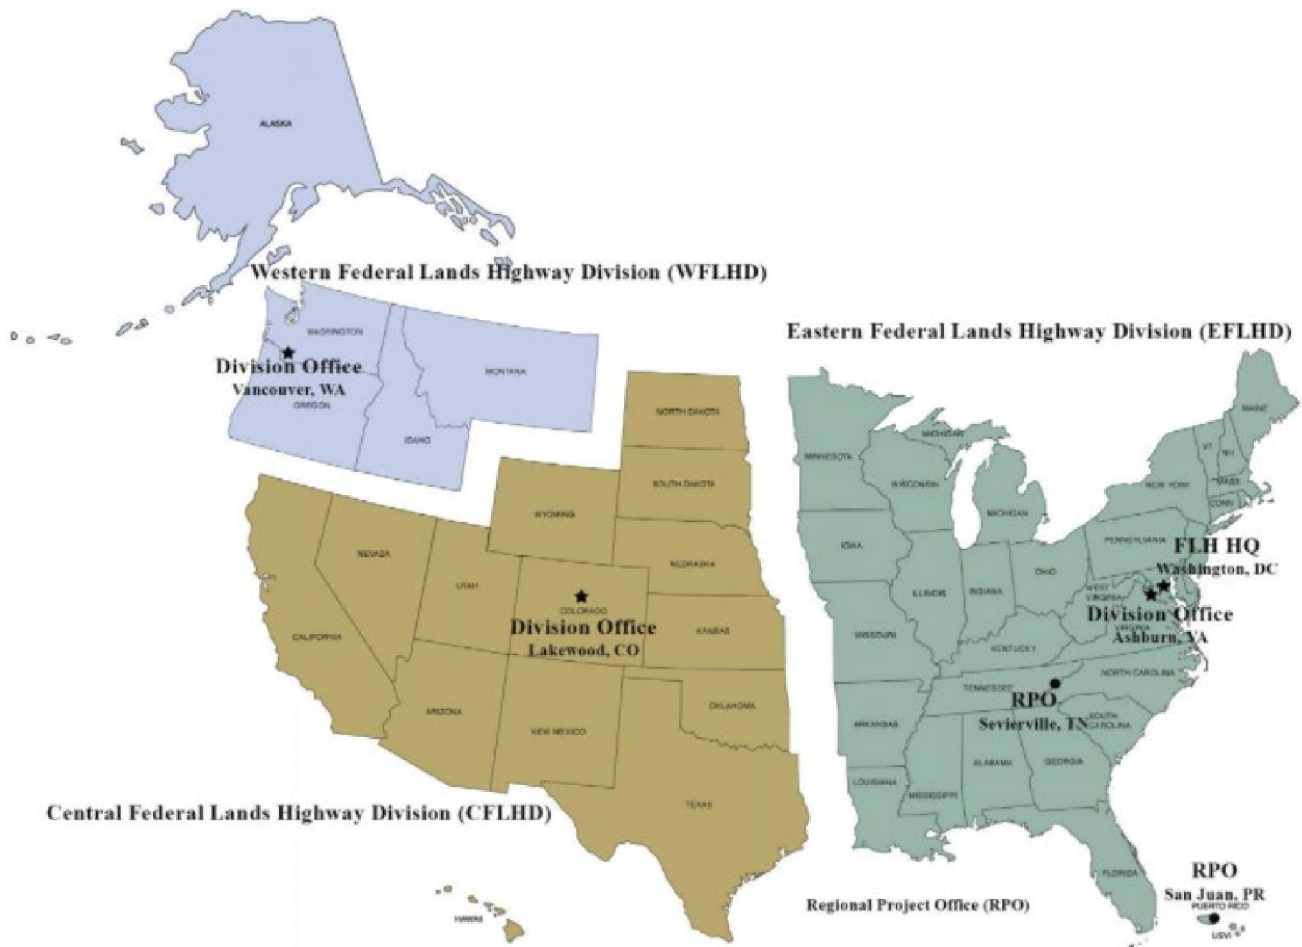 ALASKA
Western Federal Lands Highway Division (WFLHD)
WASHINGTON
Division Office
Vancouver, WA
OREGON
MONTANA
IDAHO
Eastern Federal Lands Highway Division (EFLHD)
NORTH DAKOTA
SOUTH DAKOTA
WYOMING
NEBRASKA
NEVADA
UTAH
COLORADO
Division Office
Lakewood, CO
KANSAS
CALIFORNIA
ARIZONA
NEW MEXICO
OKLAHOMA
TEXAS
Central Federal Lands Highway Division (CFLHD)
HAWAII
MAINE
MICHIGAN
VT
NH
MINNESOTA
WISCONSIN
NEW YORK
MASS
CONN
MICHIGAN
IOWA
PENNSYLVANIA
FLH HQ
Washington, DC
OHIO
ILLINOIS
INDIANA
WEST
VIRGINIA
Division Office
VIRGINIA
Ashburn, VA
MISSOURI
KENTUCKY
NORTH CAROLINA
TENNESSEE
RPO
Sevierville, TN
SOUTH
CAROLINA
ARKANSAS
ALABAMA
GEORGIA
LOUISIANA
MISSISSIPPI
FLORIDA
RPO
San Juan, PR
PUERTO RICO
USVI
Regional Project Office (RPO)